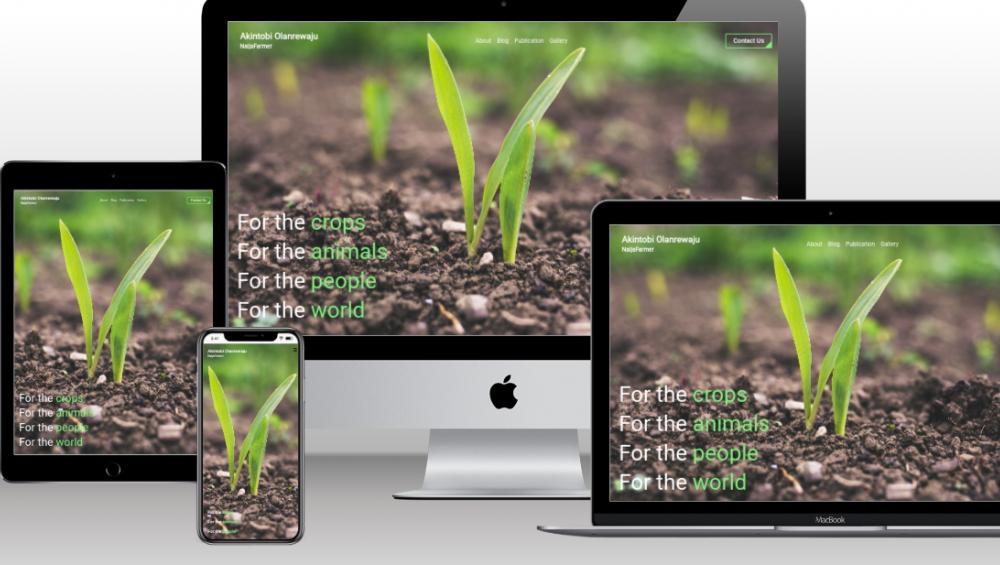 Akintobi Olanrewaju
NaijaFarmer
About Blog Publication Gallery
Contact Us
For the crops
For the animals
For the people
For the world
Akintobi Olanrewaju
About Blog Publication Gallery
Contact Us
For the crops
For the animals
For the people
For the world
Akintobi Olanrewaju
Akintobi Olanrewaju
NaijaFarmer
About Blog Publication Gallery
For the crops
For the animals
For the people
For the world
MacBook